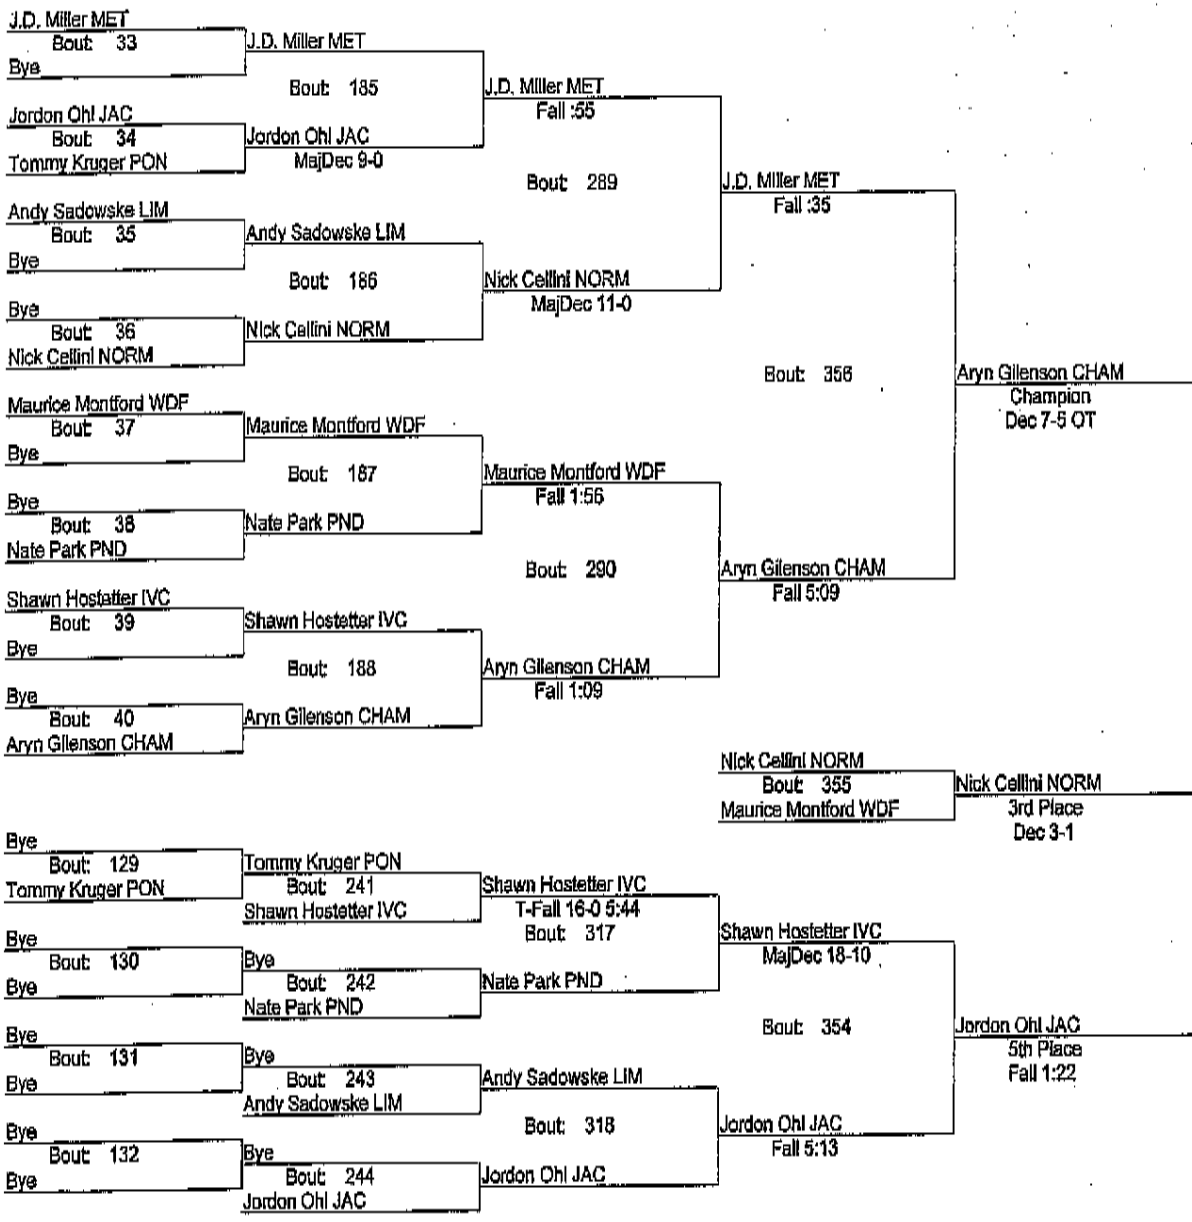 J.D. Miller MET
Bout: 33
Bye
J.D. Miller MET
Bout: 185
Jordon Ohl JAC
Bout: 34
Tommy Kruger PON
Jordon Ohl JAC
MajDec 9-0
J.D. Miller MET
Fall :55
Bout: 289
Andy Sadowske LIM
Bout: 35
Bye
Andy Sadowske LIM
Bout: 186
Bye
Bout: 36
Nick Cellini NORM
Nick Cellini NORM
Nick Cellini NORM
MajDec 11-0
J.D. Miller MET
Fall :35
Bout: 356
Maurice Montford WDF
Bout: 37
Bye
Maurice Montford WDF
Bout: 187
Bye
Bout: 38
Nate Park PND
Nate Park PND
Maurice Montford WDF
Fall 1:56
Bout: 290
Shawn Hostetter IVC
Bout: 39
Bye
Shawn Hostetter IVC
Bout: 188
Bye
Bout: 40
Aryn Gilenson CHAM
Aryn Gilenson CHAM
Aryn Gilenson CHAM
Fall 1:09
Aryn Gilenson CHAM
Fall 5:09
Aryn Gilenson CHAM
Champion
Dec 7-5 OT
Nick Cellini NORM
Bout: 355
Maurice Montford WDF
Nick Cellini NORM
3rd Place
Dec 3-1
Bye
Bout: 129
Tommy Kruger PON
Tommy Kruger PON
Bout: 241
Shawn Hostetter IVC
Shawn Hostetter IVC
T-Fall 16-0 5:44
Bout: 317
Bye
Bout: 130
Bye
Bye
Bout: 242
Nate Park PND
Nate Park PND
Shawn Hostetter IVC
MajDec 18-10
Bout: 354
Bye
Bout: 131
Bye
Bye
Bout: 243
Andy Sadowske LIM
Andy Sadowske LIM
Bout: 318
Bye
Bout: 132
Bye
Bye
Bout: 244
Jordon Ohl JAC
Jordon Ohl JAC
Jordon Ohl JAC
Fall 5:13
Jordon Ohl JAC
5th Place
Fall 1:22